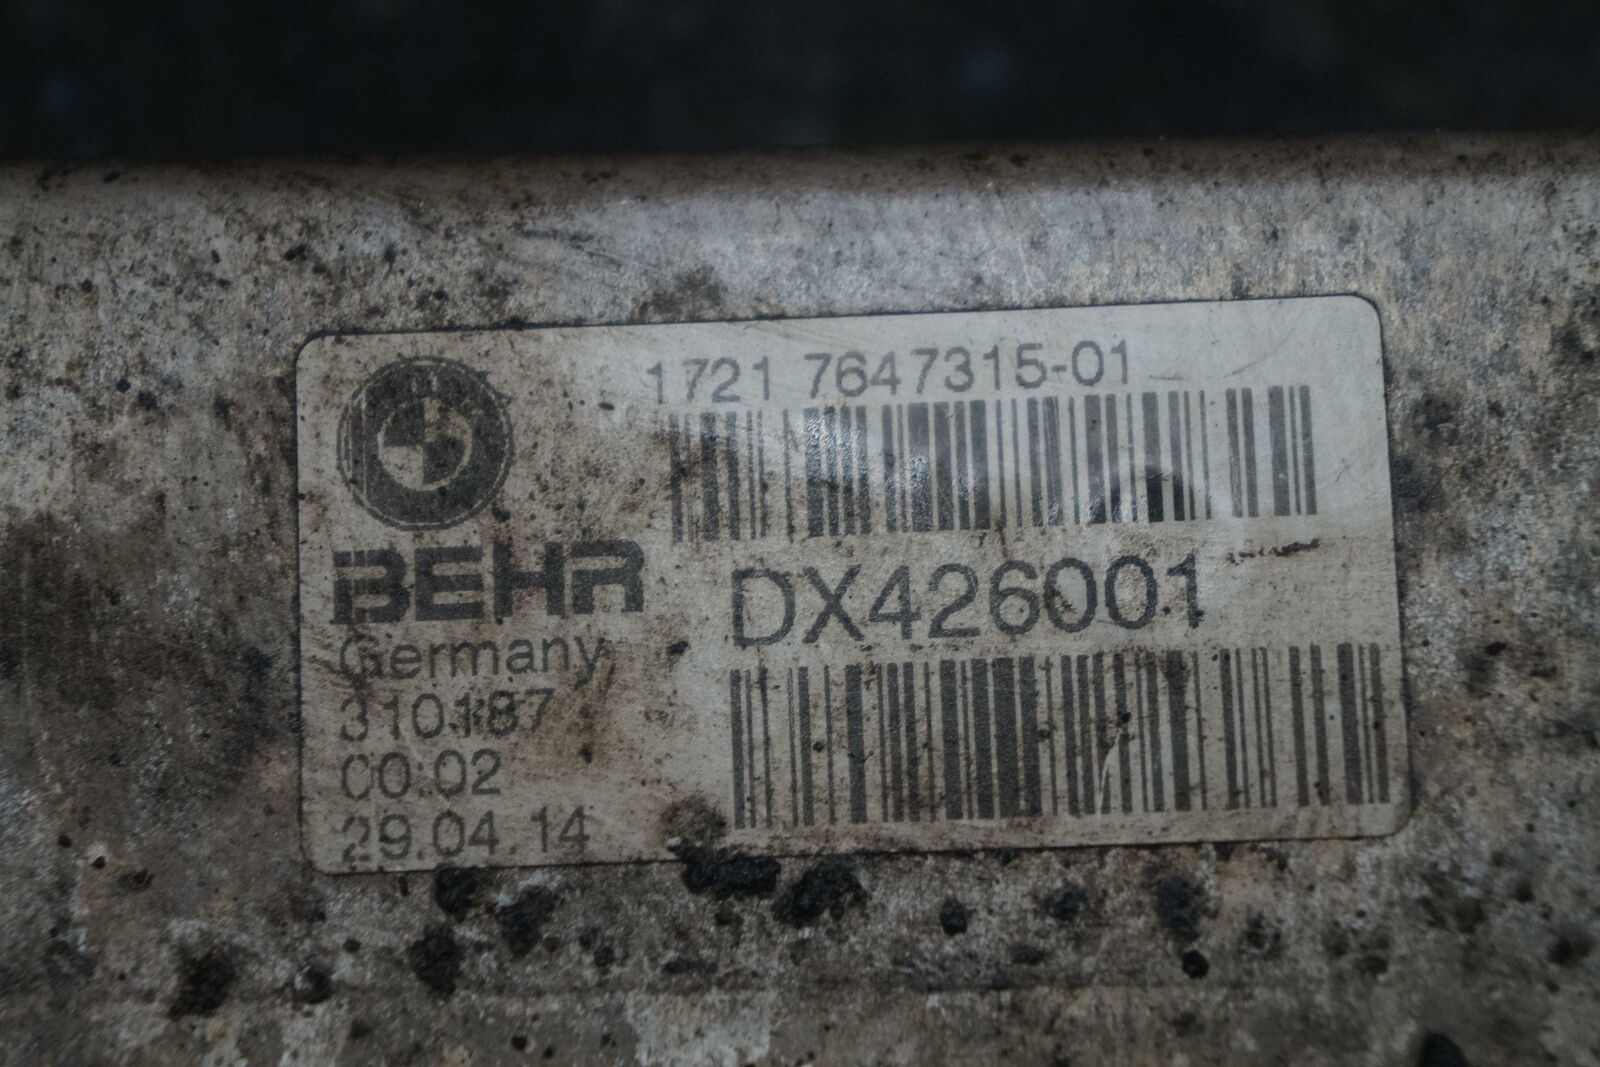 1721 7647315-01
BEHR
DX426001
Germany
310187
00:02
29.04.14